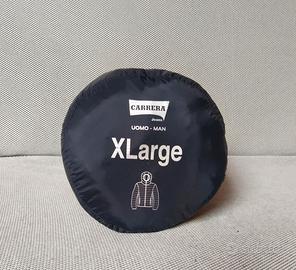 CARRERA
Jeans
UOMO - MAN
XLarge